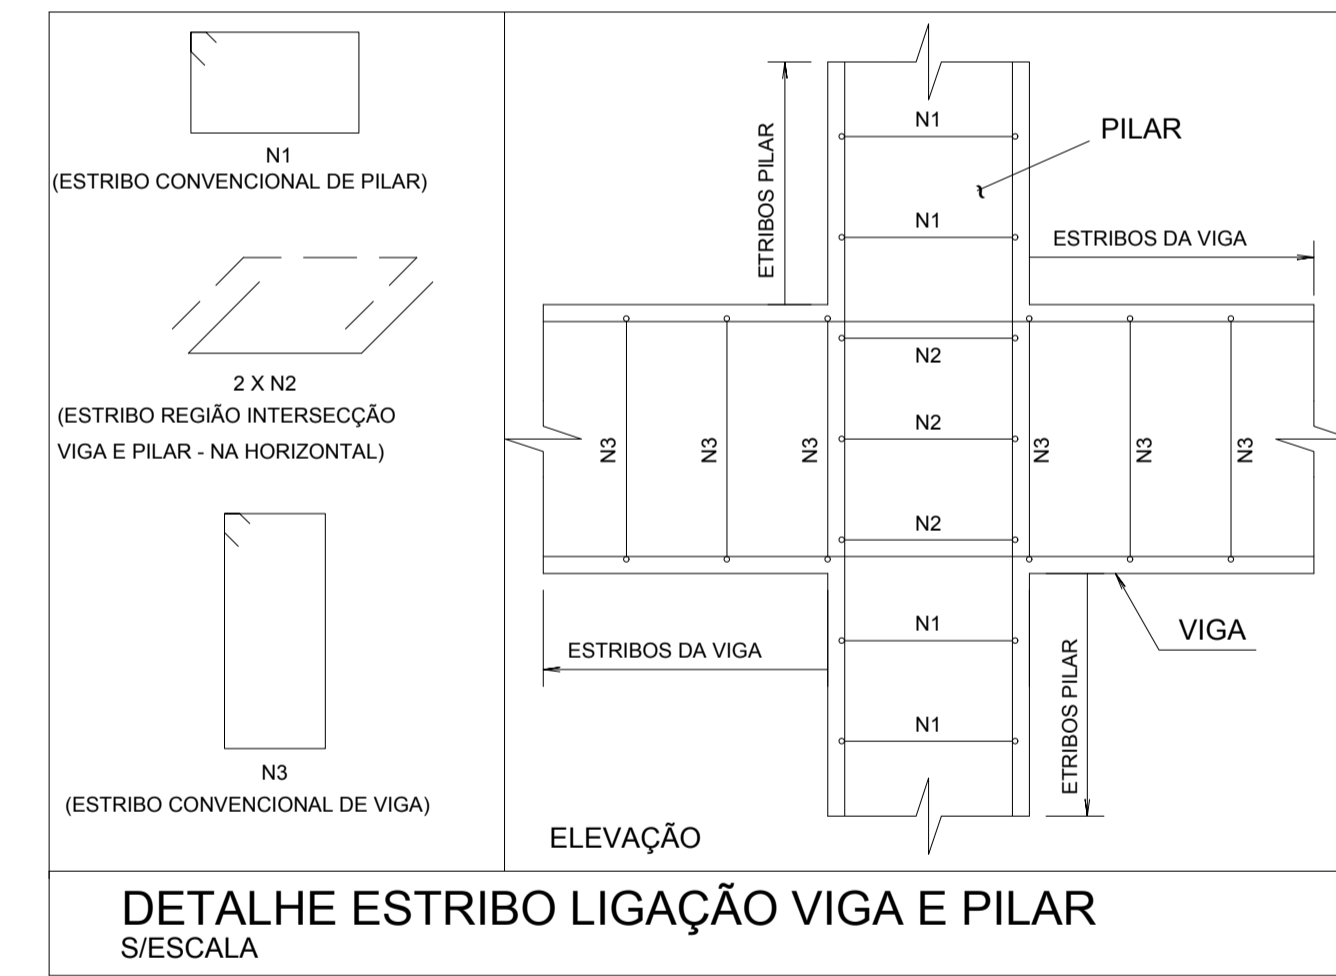 N1
(ESTRIBO CONVENCIONAL DE PILAR)
2 X N2
(ESTRIBO REGIÃO INTERSECÇÃO
VIGA E PILAR - NA HORIZONTAL)
N3
(ESTRIBO CONVENCIONAL DE VIGA)
ETRIBOS PILAR
N1
PILAR
N1
ESTRIBOS DA VIGA
N2
N2
N3
N3
N3
N3
N3
N3
N2
N1
ESTRIBOS DA VIGA
VIGA
ETRIBOS PILAR
N1
ELEVAÇÃO
DETALHE ESTRIBO LIGAÇÃO VIGA E PILAR
S/ESCALA